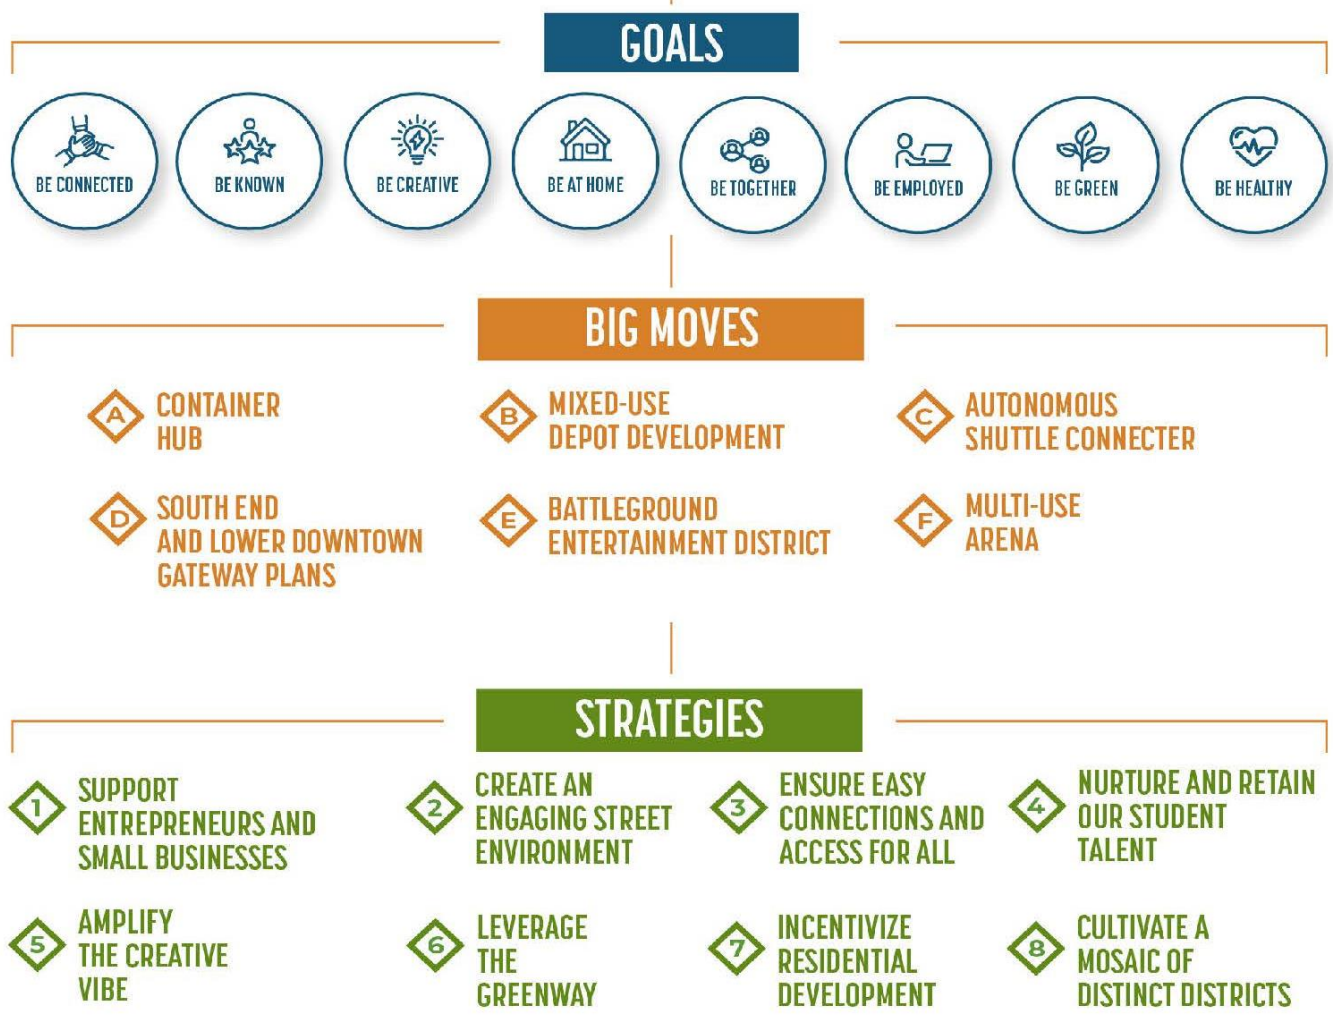 GOALS
BE CONNECTED
BE KNOWN
BE CREATIVE
BE AT HOME
BE TOGETHER
BE EMPLOYED
BE GREEN
BE HEALTHY
BIG MOVES
A
CONTAINER
HUB
B
MIXED-USE
DEPOT DEVELOPMENT
C
AUTONOMOUS
SHUTTLE CONNECTER
D
SOUTH END
AND LOWER DOWNTOWN
GATEWAY PLANS
E
BATTLEGROUND
ENTERTAINMENT DISTRICT
F
MULTI-USE
ARENA
STRATEGIES
1
SUPPORT
ENTREPRENEURS AND
SMALL BUSINESSES
2
CREATE AN
ENGAGING STREET
ENVIRONMENT
3
ENSURE EASY
CONNECTIONS AND
ACCESS FOR ALL
4
NURTURE AND RETAIN
OUR STUDENT
TALENT
5
AMPLIFY
THE CREATIVE
VIBE
6
LEVERAGE
THE
GREENWAY
7
INCENTIVIZE
RESIDENTIAL
DEVELOPMENT
8
CULTIVATE A
MOSAIC OF
DISTINCT DISTRICTS